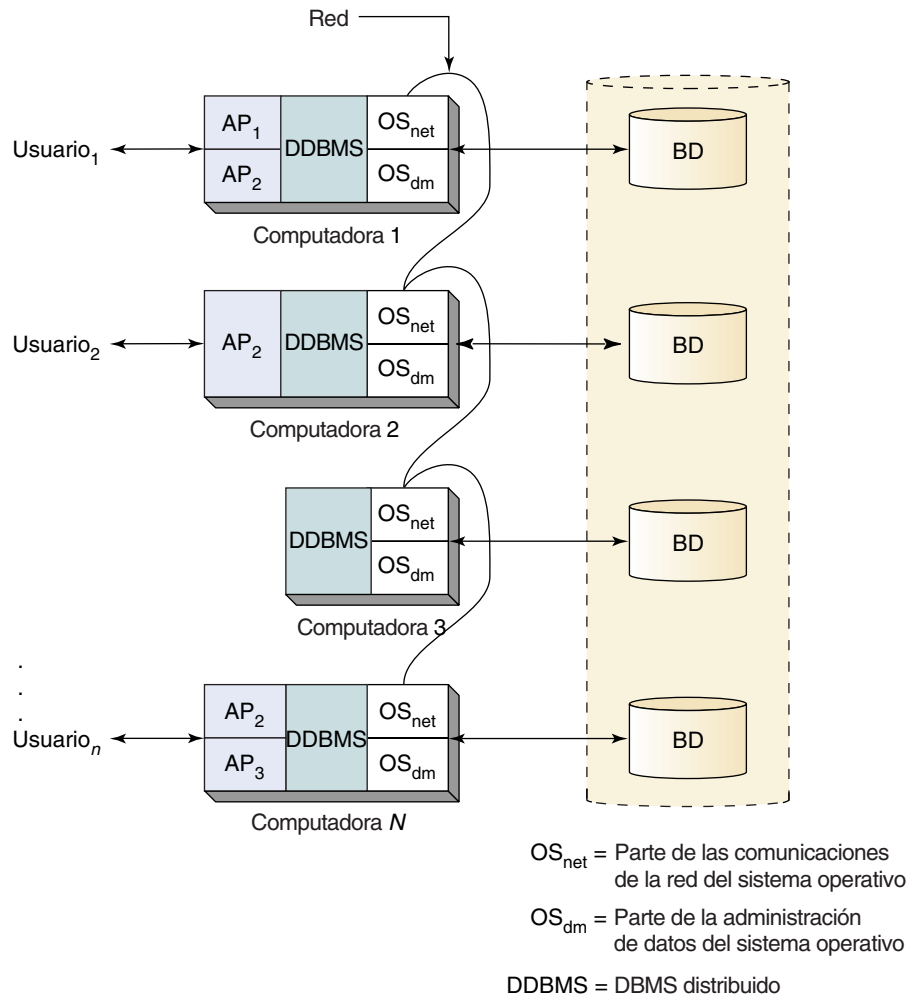 Red
Usuario₁
AP₁
AP₂
DDBMS
OSnet
OSdm
BD
Computadora 1
Usuario₂
AP₂
DDBMS
OSnet
OSdm
BD
Computadora 2
DDBMS
OSnet
OSdm
BD
Computadora 3
.
.
.
Usuarioₙ
AP₂
AP₃
DDBMS
OSnet
OSdm
BD
Computadora N
OSnet = Parte de las comunicaciones
de la red del sistema operativo
OSdm = Parte de la administración
de datos del sistema operativo
DDBMS = DBMS distribuido